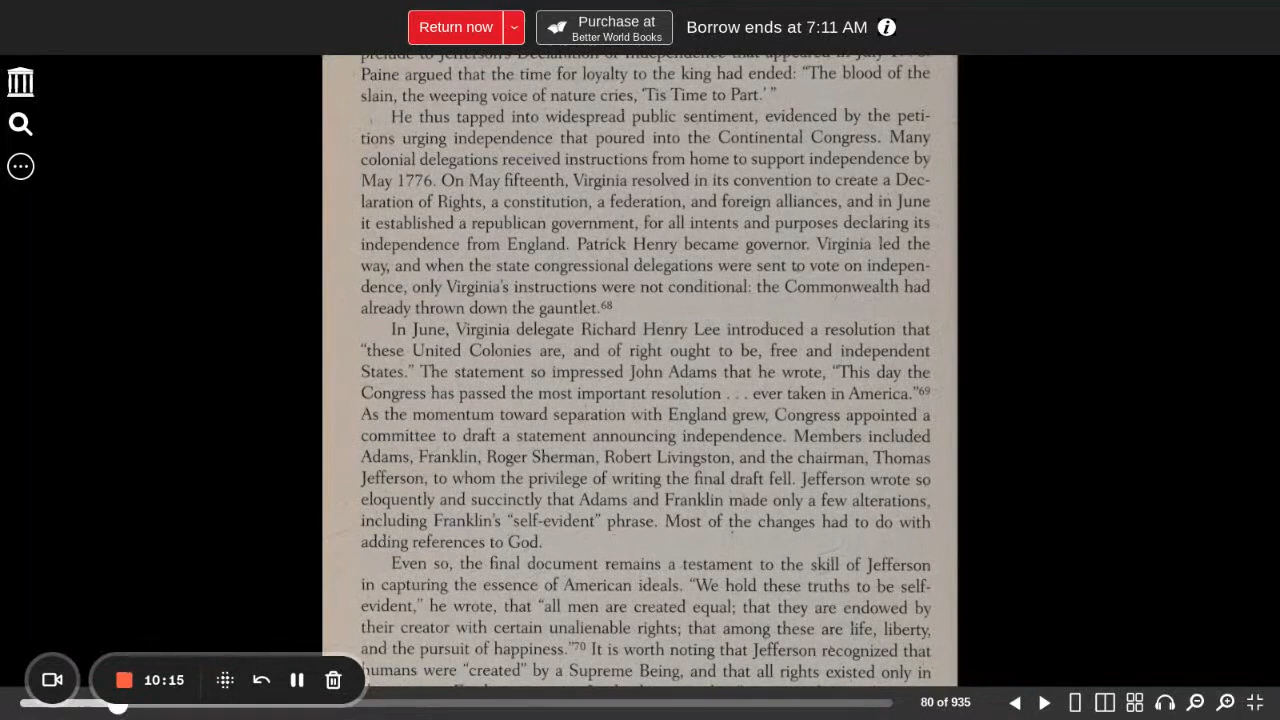 Return now
Purchase at
Better World Books
Borrow ends at 7:11 AM
Paine argued that the time for loyalty to the king had ended: “The blood of the
slain, the weeping voice of nature cries, ‘Tis Time to Part.’ ”
He thus tapped into widespread public sentiment, evidenced by the peti-
tions urging independence that poured into the Continental Congress. Many
colonial delegations received instructions from home to support independence by
May 1776. On May fifteenth, Virginia resolved in its convention to create a Dec-
laration of Rights, a constitution, a federation, and foreign alliances, and in June
it established a republican government, for all intents and purposes declaring its
independence from England. Patrick Henry became governor. Virginia led the
way, and when the state congressional delegations were sent to vote on indepen-
dence, only Virginia’s instructions were not conditional: the Commonwealth had
already thrown down the gauntlet.68
In June, Virginia delegate Richard Henry Lee introduced a resolution that
“these United Colonies are, and of right ought to be, free and independent
States.” The statement so impressed John Adams that he wrote, “This day the
Congress has passed the most important resolution . . . ever taken in America.”69
As the momentum toward separation with England grew, Congress appointed a
committee to draft a statement announcing independence. Members included
Adams, Franklin, Roger Sherman, Robert Livingston, and the chairman, Thomas
Jefferson, to whom the privilege of writing the final draft fell. Jefferson wrote so
eloquently and succinctly that Adams and Franklin made only a few alterations,
including Franklin’s “self-evident” phrase. Most of the changes had to do with
adding references to God.
Even so, the final document remains a testament to the skill of Jefferson
in capturing the essence of American ideals. “We hold these truths to be self-
evident,” he wrote, that “all men are created equal; that they are endowed by
their creator with certain unalienable rights; that among these are life, liberty,
and the pursuit of happiness.”70 It is worth noting that Jefferson recognized that
humans were “created” by a Supreme Being, and that all rights existed only in
10:15
80 of 935